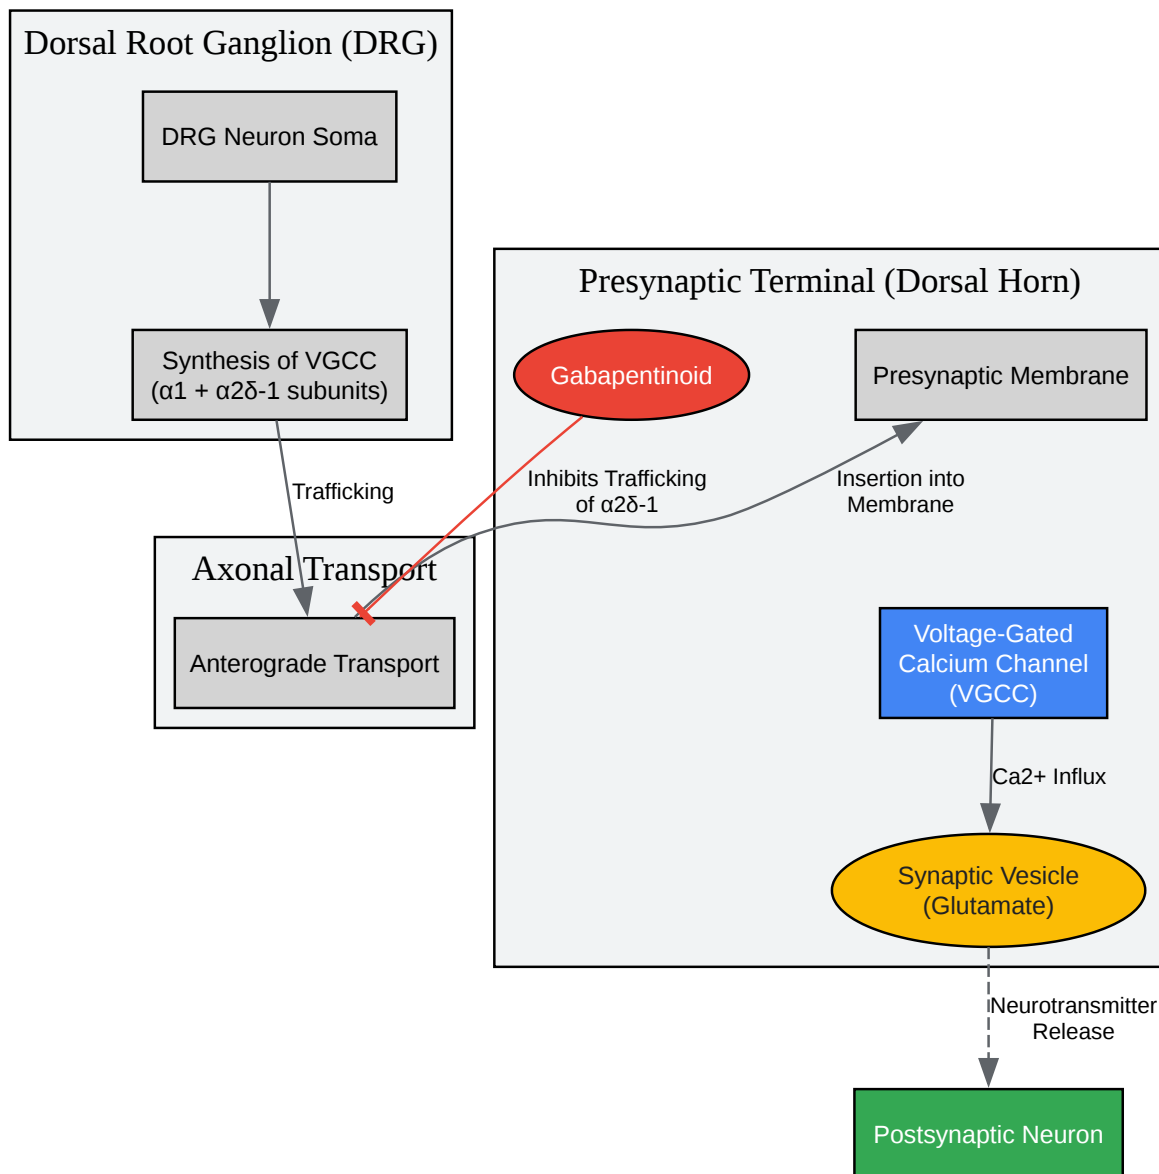 Dorsal Root Ganglion (DRG)
DRG Neuron Soma
Synthesis of VGCC
(α1 + α2δ-1 subunits)
Trafficking
Axonal Transport
Anterograde Transport
Presynaptic Terminal (Dorsal Horn)
Gabapentinoid
Presynaptic Membrane
Inhibits Trafficking
of α2δ-1
Insertion into
Membrane
Voltage-Gated
Calcium Channel
(VGCC)
Ca2+ Influx
Synaptic Vesicle
(Glutamate)
Neurotransmitter
Release
Postsynaptic Neuron